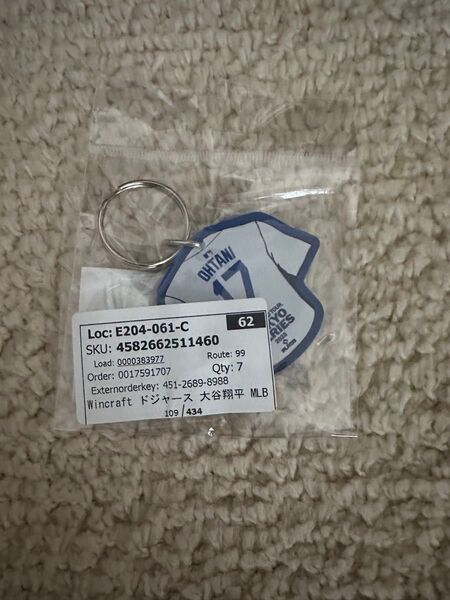 OHTANI
17
Loc: E204-061-C 62
SKU: 4582662511460
Load: 0000383977 Route: 99
Order: 0017591707 Qty: 7
Externorderkey: 451-2689-8988
Wincraft ドジャース 大谷翔平 MLB
109 / 434